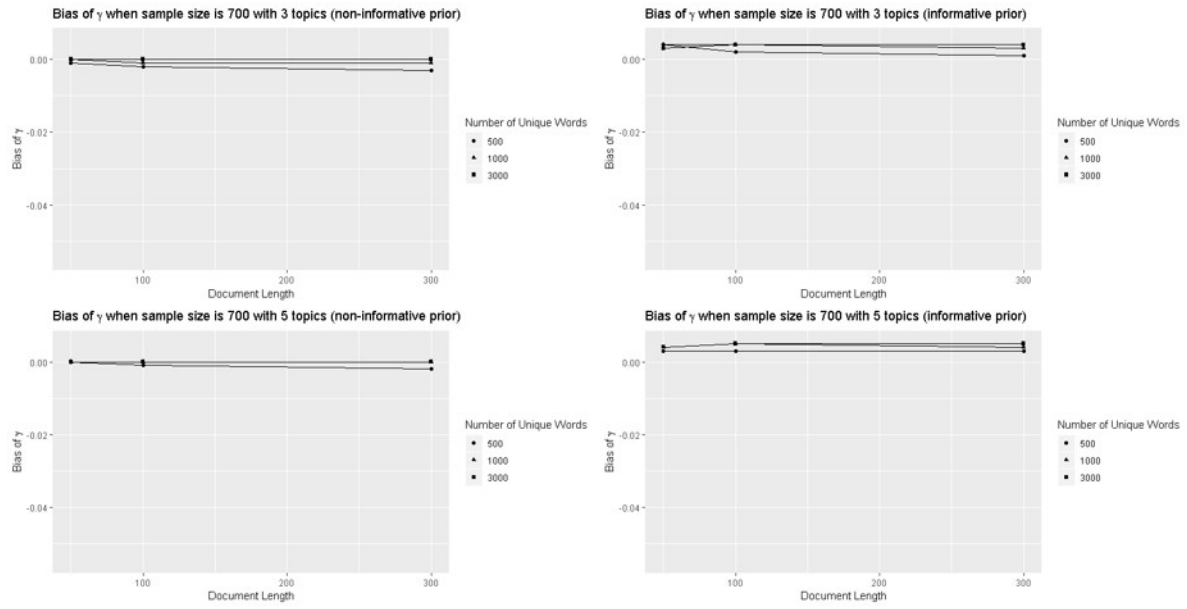 Bias of γ when sample size is 700 with 3 topics (non-informative prior)
0.00
-0.02
-0.04
Bias of γ
100
200
300
Document Length
Number of Unique Words
500
1000
3000
Bias of γ when sample size is 700 with 3 topics (informative prior)
0.00
-0.02
-0.04
Bias of γ
100
200
300
Document Length
Number of Unique Words
500
1000
3000
Bias of γ when sample size is 700 with 5 topics (non-informative prior)
0.00
-0.02
-0.04
Bias of γ
100
200
300
Document Length
Number of Unique Words
500
1000
3000
Bias of γ when sample size is 700 with 5 topics (informative prior)
0.00
-0.02
-0.04
Bias of γ
100
200
300
Document Length
Number of Unique Words
500
1000
3000